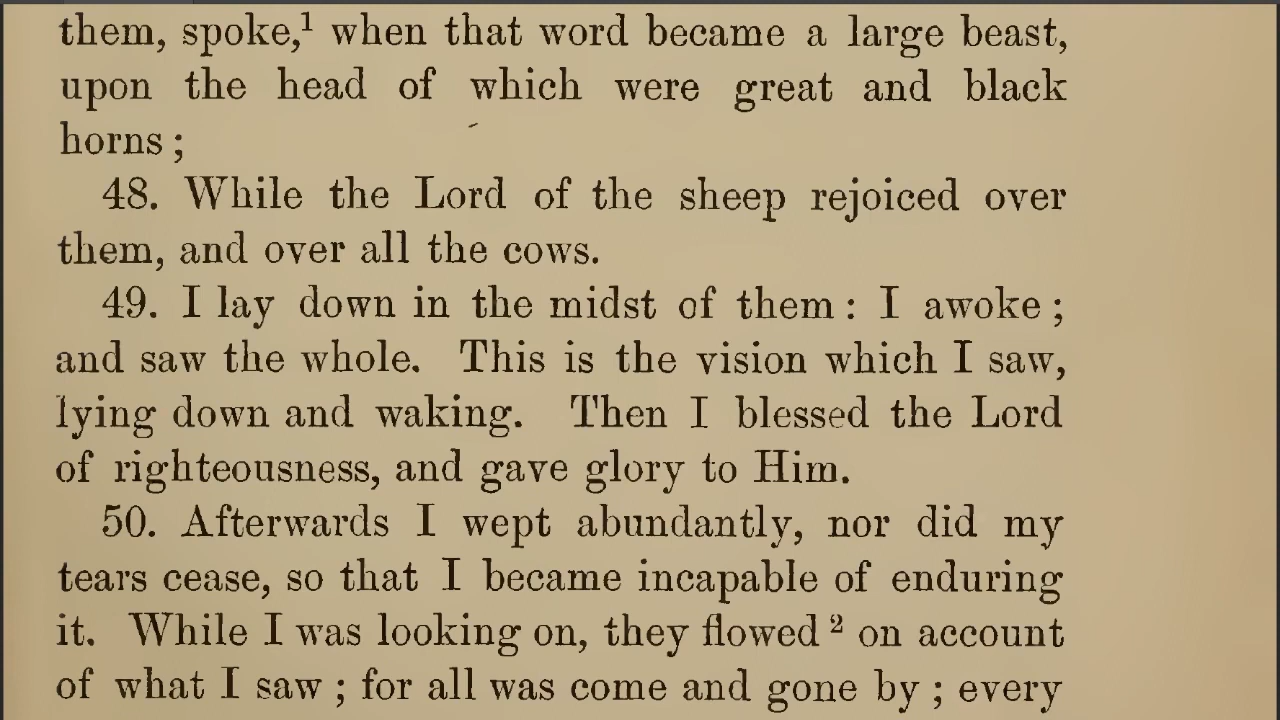 them, spoke,¹ when that word became a large beast,
upon the head of which were great and black
horns ;
48. While the Lord of the sheep rejoiced over
them, and over all the cows.
49. I lay down in the midst of them : I awoke ;
and saw the whole. This is the vision which I saw,
lying down and waking. Then I blessed the Lord
of righteousness, and gave glory to Him.
50. Afterwards I wept abundantly, nor did my
tears cease, so that I became incapable of enduring
it. While I was looking on, they flowed ² on account
of what I saw ; for all was come and gone by ; every